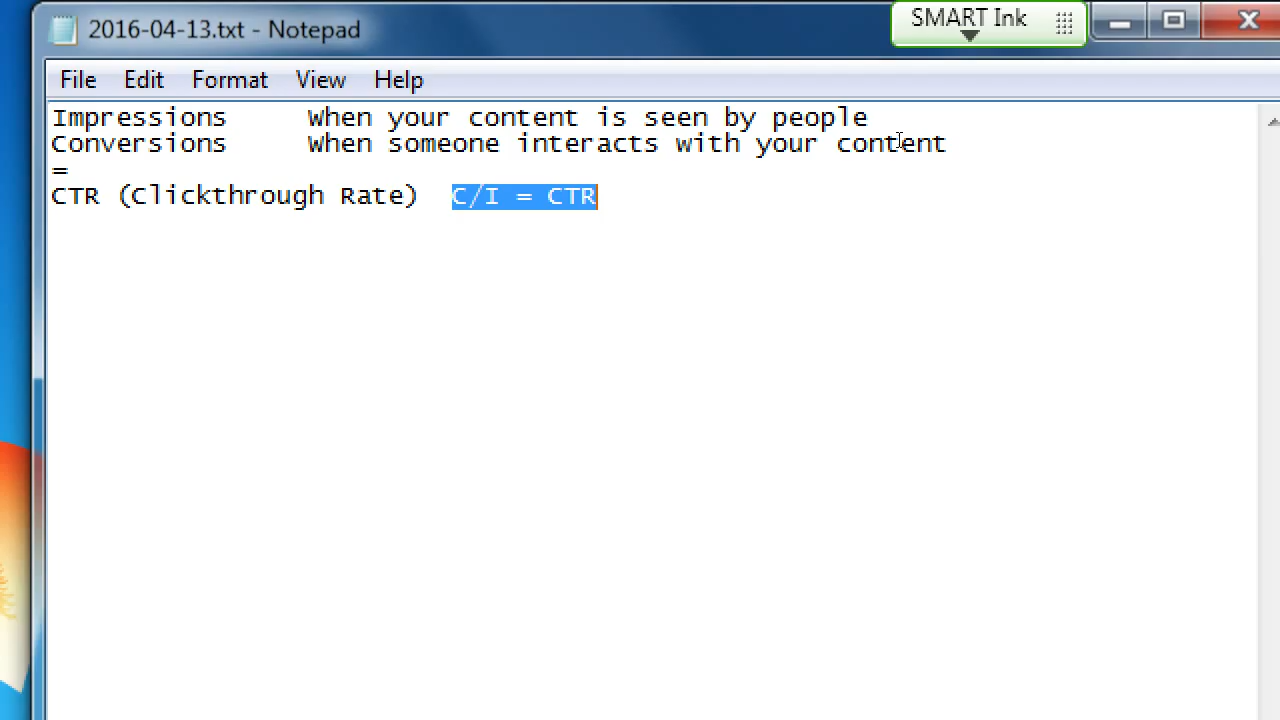 2016-04-13.txt - Notepad
SMART Ink
File Edit Format View Help
Impressions When your content is seen by people
Conversions When someone interacts with your content
=
CTR (Clickthrough Rate) C/I = CTR